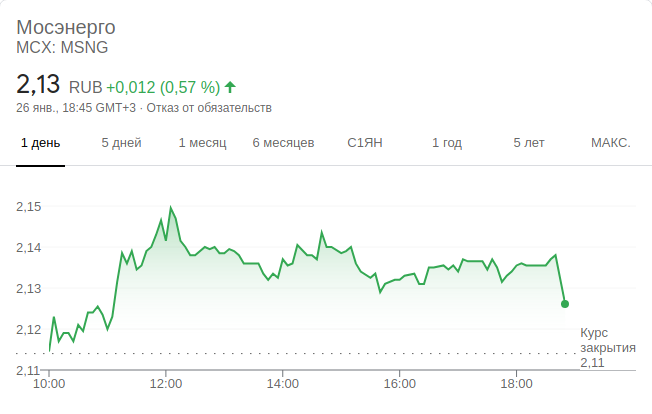 Мосэнерго
MCX: MSNG
2,13 RUB +0,012 (0,57 %)
26 янв., 18:45 GMT+3 · Отказ от обязательств
1 день 5 дней 1 месяц 6 месяцев С1ЯН 1 год 5 лет МАКС.
2,15
2,14
2,13
2,12
2,11
Курс
закрытия
2,11
10:00 12:00 14:00 16:00 18:00